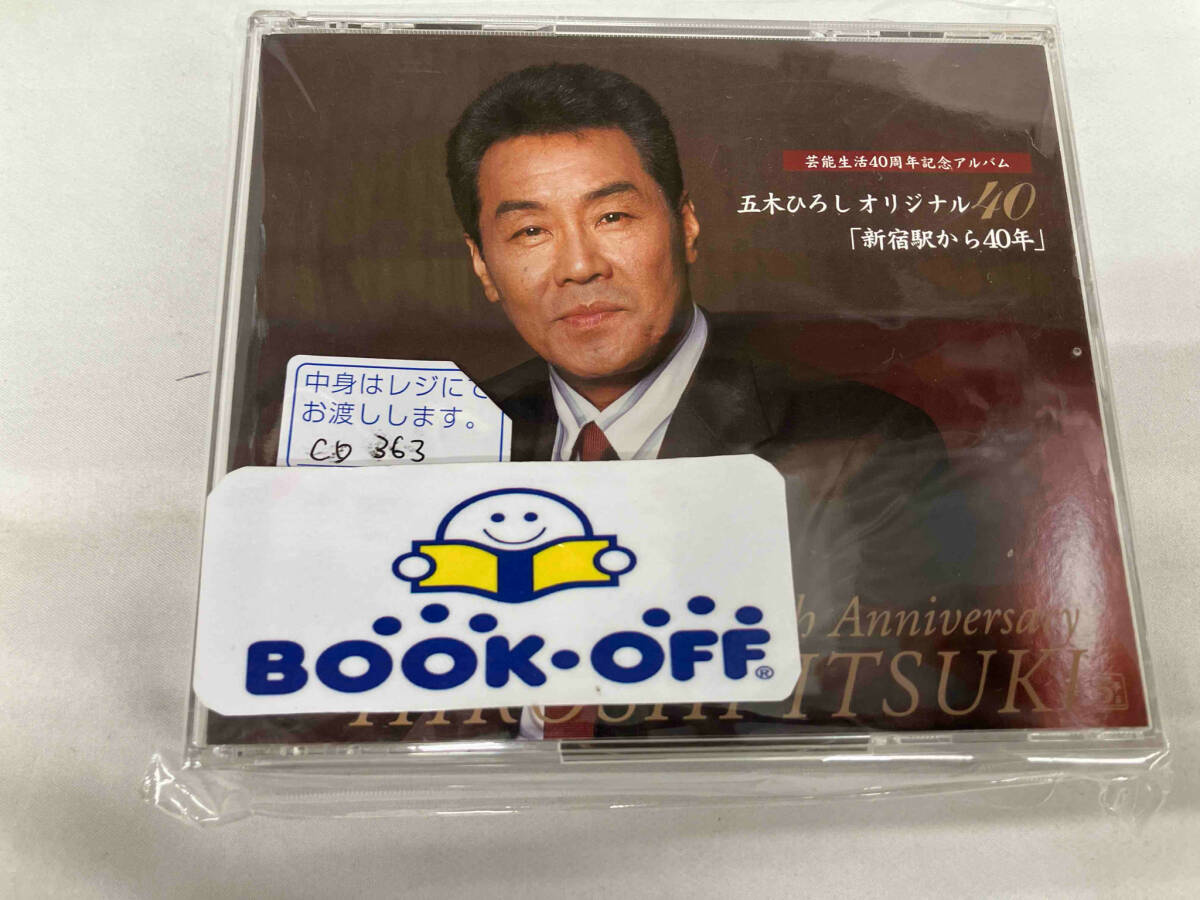 芸能生活40周年記念アルバム
五木ひろし オリジナル40
「新宿駅から40年」
中身はレジにて
お渡しします。
CD 363
BOOK·OFF®
Anniversary
HIROSHI ITSUKI